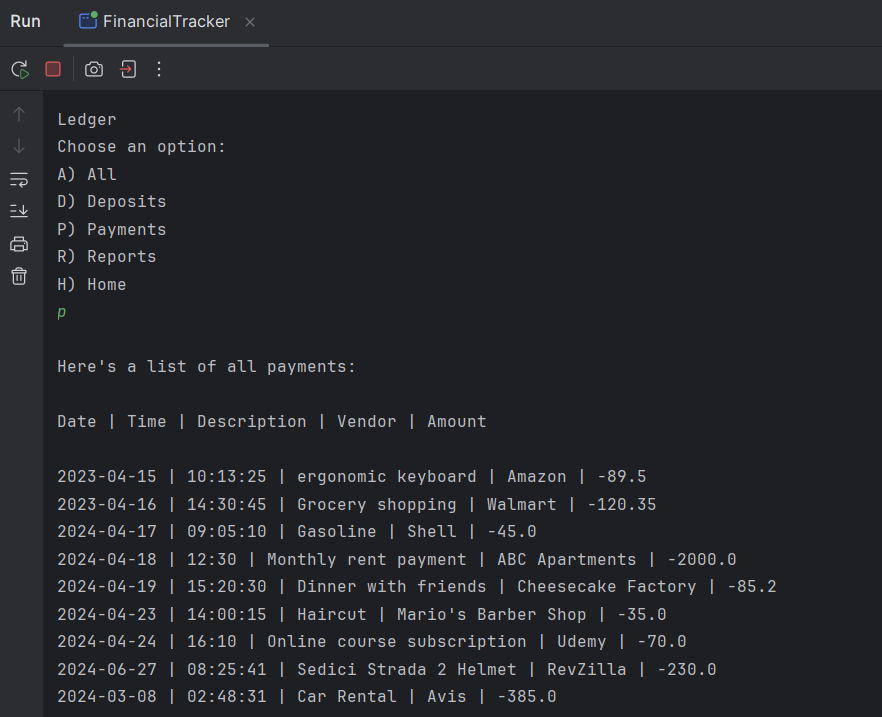 Run FinancialTracker
Ledger
Choose an option:
A) All
D) Deposits
P) Payments
R) Reports
H) Home
p
Here's a list of all payments:
Date | Time | Description | Vendor | Amount
2023-04-15 | 10:13:25 | ergonomic keyboard | Amazon | -89.5
2023-04-16 | 14:30:45 | Grocery shopping | Walmart | -120.35
2024-04-17 | 09:05:10 | Gasoline | Shell | -45.0
2024-04-18 | 12:30 | Monthly rent payment | ABC Apartments | -2000.0
2024-04-19 | 15:20:30 | Dinner with friends | Cheesecake Factory | -85.2
2024-04-23 | 14:00:15 | Haircut | Mario's Barber Shop | -35.0
2024-04-24 | 16:10 | Online course subscription | Udemy | -70.0
2024-06-27 | 08:25:41 | Sedici Strada 2 Helmet | RevZilla | -230.0
2024-03-08 | 02:48:31 | Car Rental | Avis | -385.0